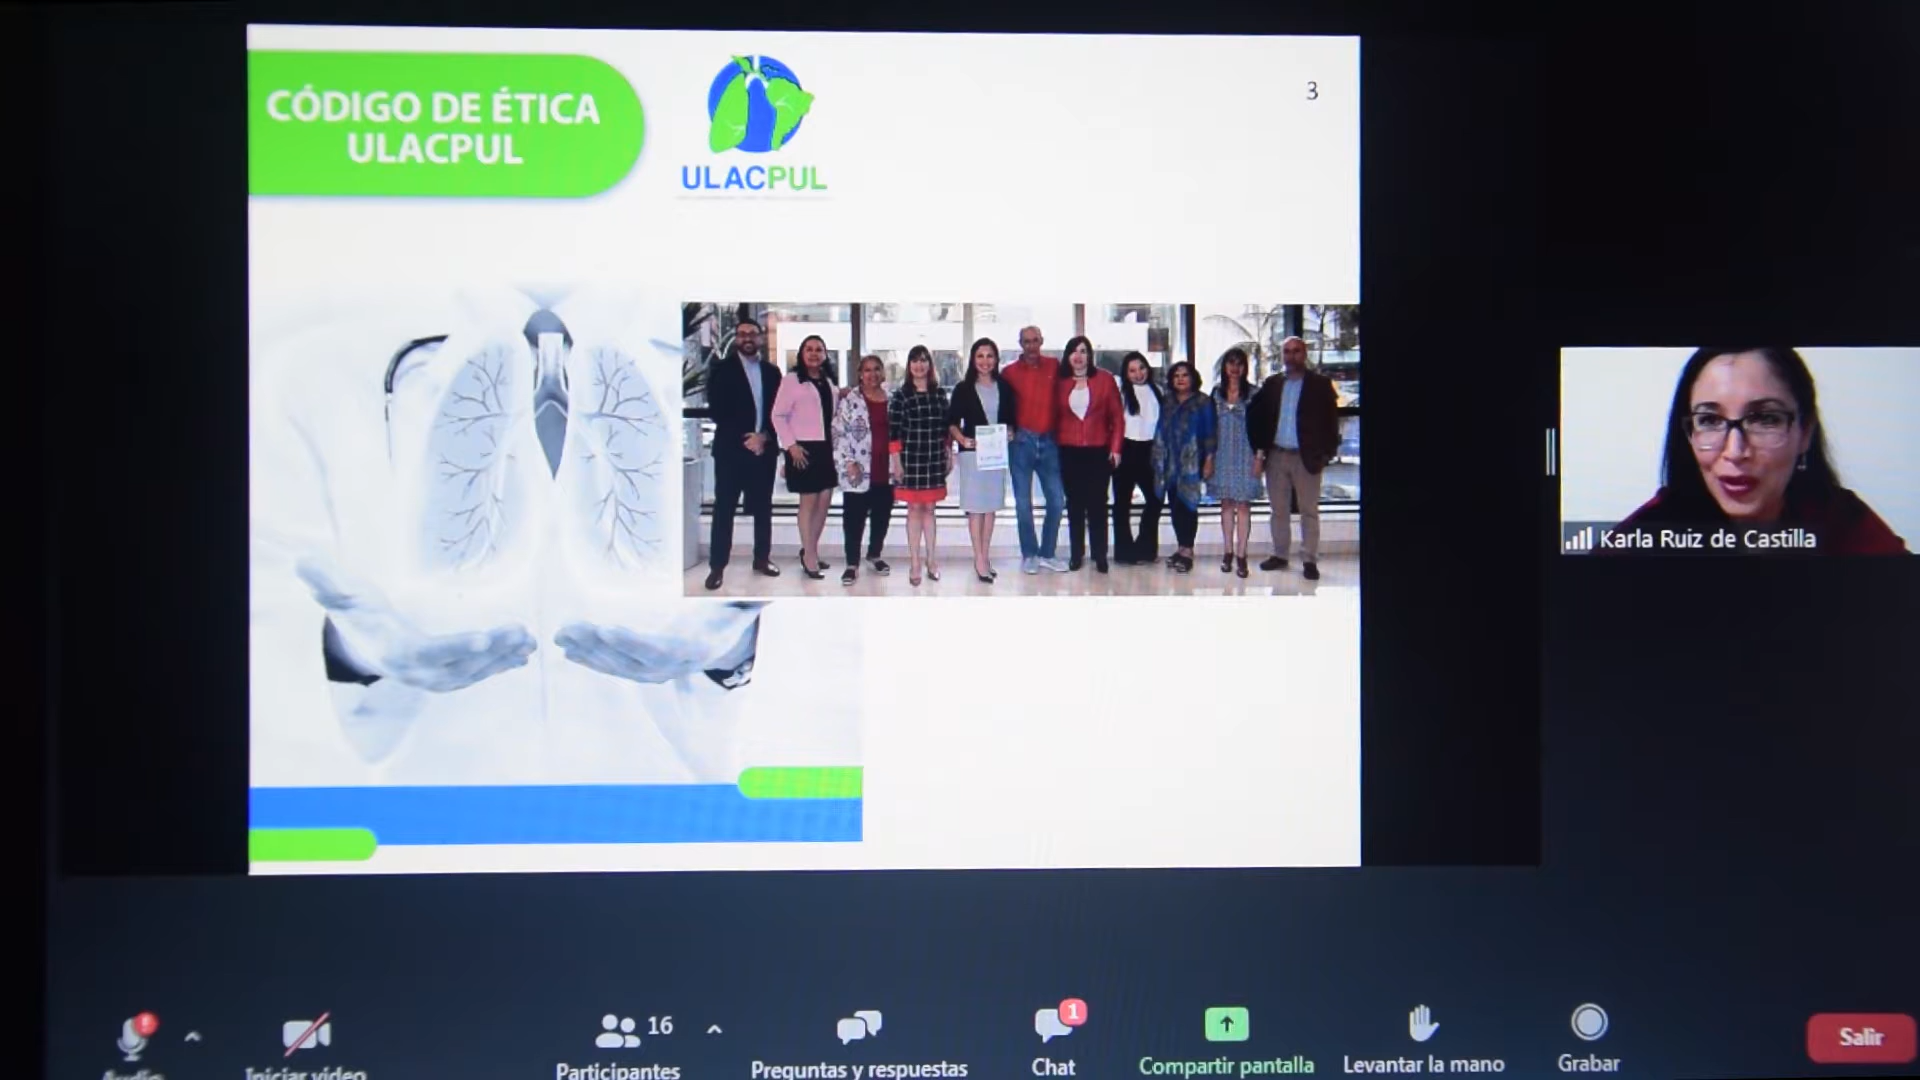 CÓDIGO DE ÉTICA
ULACPUL
ULACPUL
3
Karla Ruiz de Castilla
Audio
Iniciar video
16
Participantes
Preguntas y respuestas
1
Chat
Compartir pantalla
Levantar la mano
Grabar
Salir